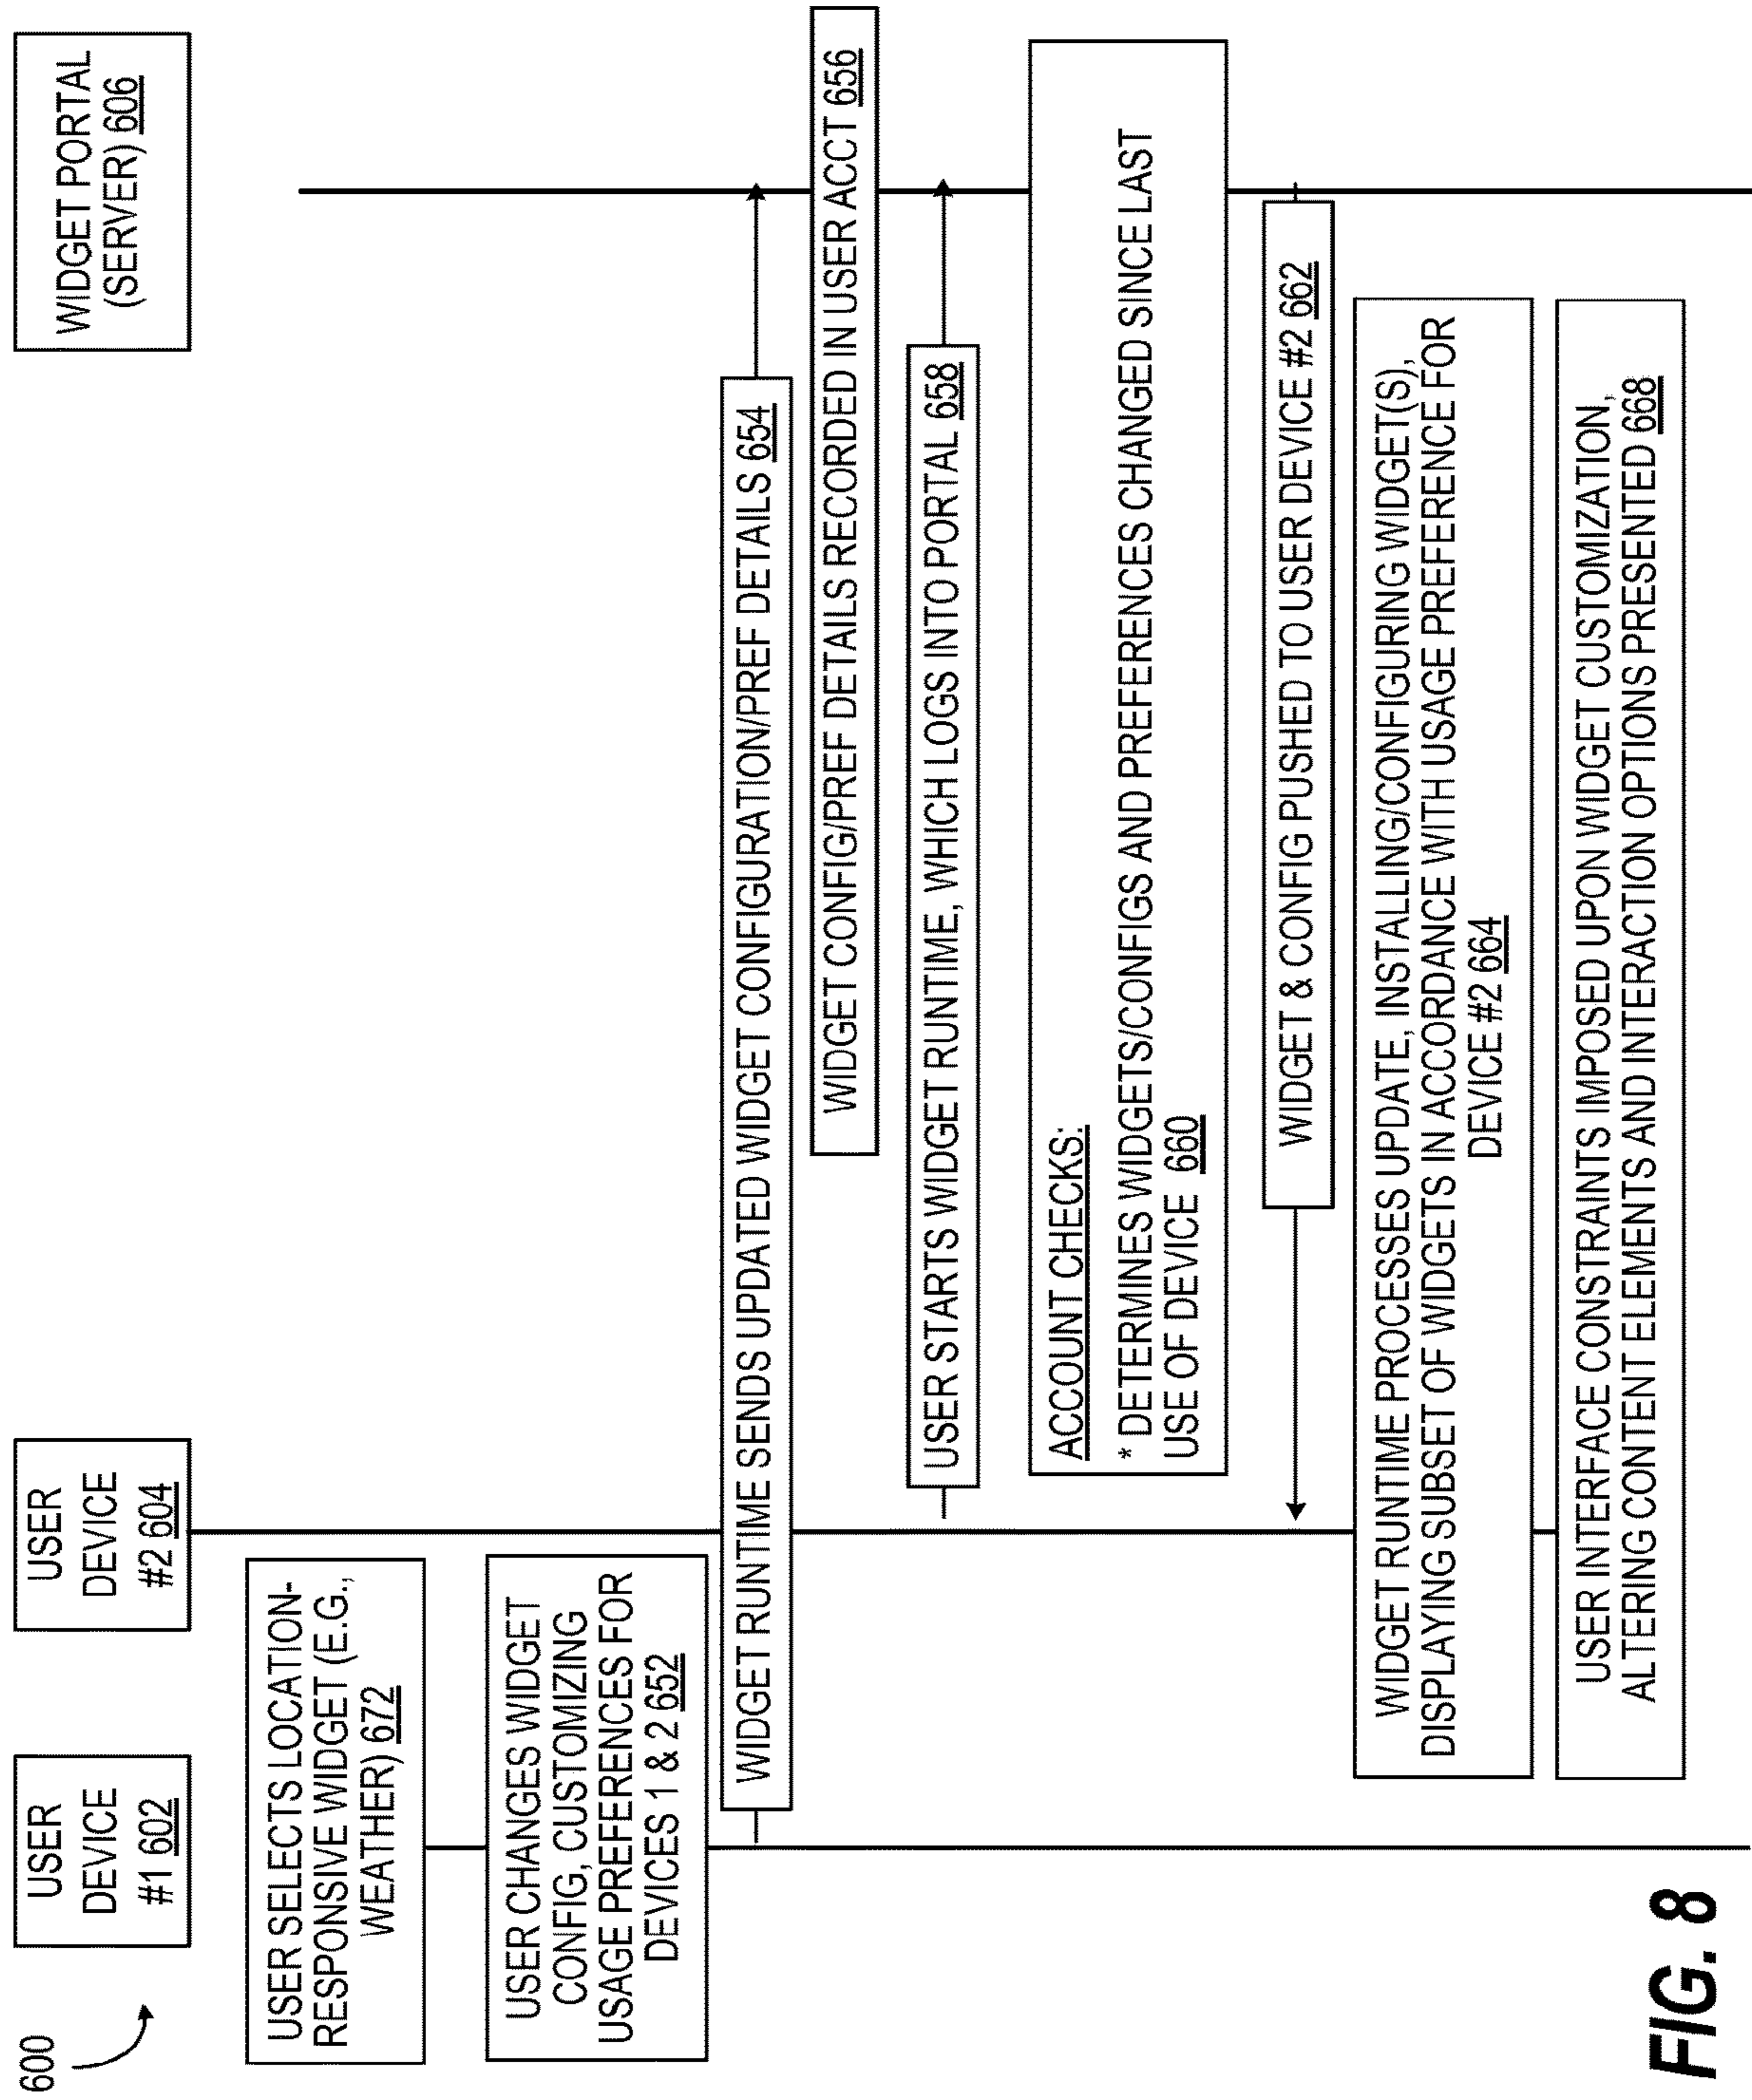 600
USER
DEVICE
#1 602
USER
DEVICE
#2 604
WIDGET PORTAL
(SERVER) 606
USER SELECTS LOCATION-
RESPONSIVE WIDGET (E.G.,
WEATHER) 672
USER CHANGES WIDGET
CONFIG, CUSTOMIZING
USAGE PREFERENCES FOR
DEVICES 1 & 2 652
WIDGET RUNTIME SENDS UPDATED WIDGET CONFIGURATION/PREF DETAILS 654
WIDGET CONFIG/PREF DETAILS RECORDED IN USER ACCT 656
USER STARTS WIDGET RUNTIME, WHICH LOGS INTO PORTAL 658
ACCOUNT CHECKS:
* DETERMINES WIDGETS/CONFIGS AND PREFERENCES CHANGED SINCE LAST
USE OF DEVICE 660
WIDGET & CONFIG PUSHED TO USER DEVICE #2 662
WIDGET RUNTIME PROCESSES UPDATE, INSTALLING/CONFIGURING WIDGET(S),
DISPLAYING SUBSET OF WIDGETS IN ACCORDANCE WITH USAGE PREFERENCE FOR
DEVICE #2 664
USER INTERFACE CONSTRAINTS IMPOSED UPON WIDGET CUSTOMIZATION,
ALTERING CONTENT ELEMENTS AND INTERACTION OPTIONS PRESENTED 668
FIG. 8